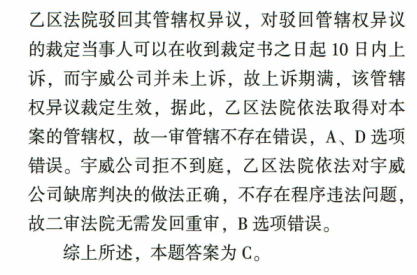 乙区法院驳回其管辖权异议，对驳回管辖权异议
的裁定当事人可以在收到裁定书之日起 10 日内上
诉，而宇威公司并未上诉，故上诉期满，该管辖
权异议裁定生效，据此，乙区法院依法取得对本
案的管辖权，故一审管辖不存在错误，A、D 选项
错误。宇威公司拒不到庭，乙区法院依法对宇威
公司缺席判决的做法正确，不存在程序违法问题，
故二审法院无需发回重审，B 选项错误。
综上所述，本题答案为 C。